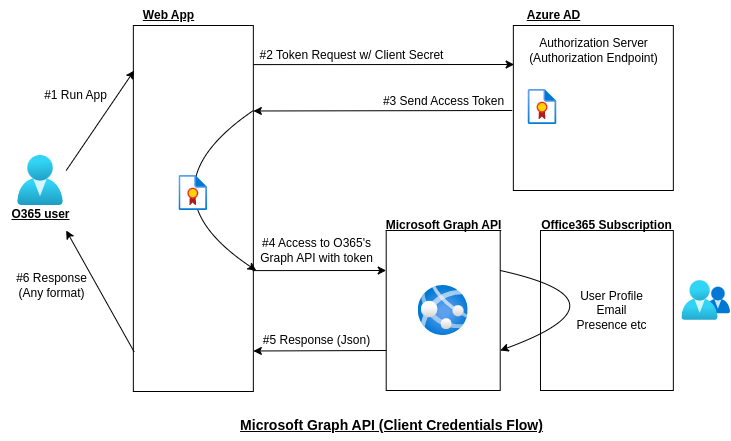 Web App
Azure AD
Authorization Server
(Authorization Endpoint)
#2 Token Request w/ Client Secret
#1 Run App
#3 Send Access Token
O365 user
Microsoft Graph API
Office365 Subscription
#4 Access to O365's
Graph API with token
#6 Response
(Any format)
User Profile
Email
Presence etc
#5 Response (Json)
Microsoft Graph API (Client Credentials Flow)